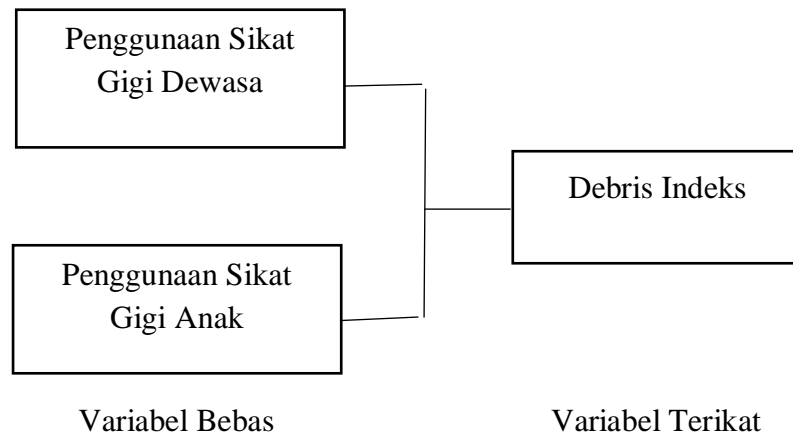 Penggunaan Sikat
Gigi Dewasa
Debris Indeks
Penggunaan Sikat
Gigi Anak
Variabel Bebas
Variabel Terikat